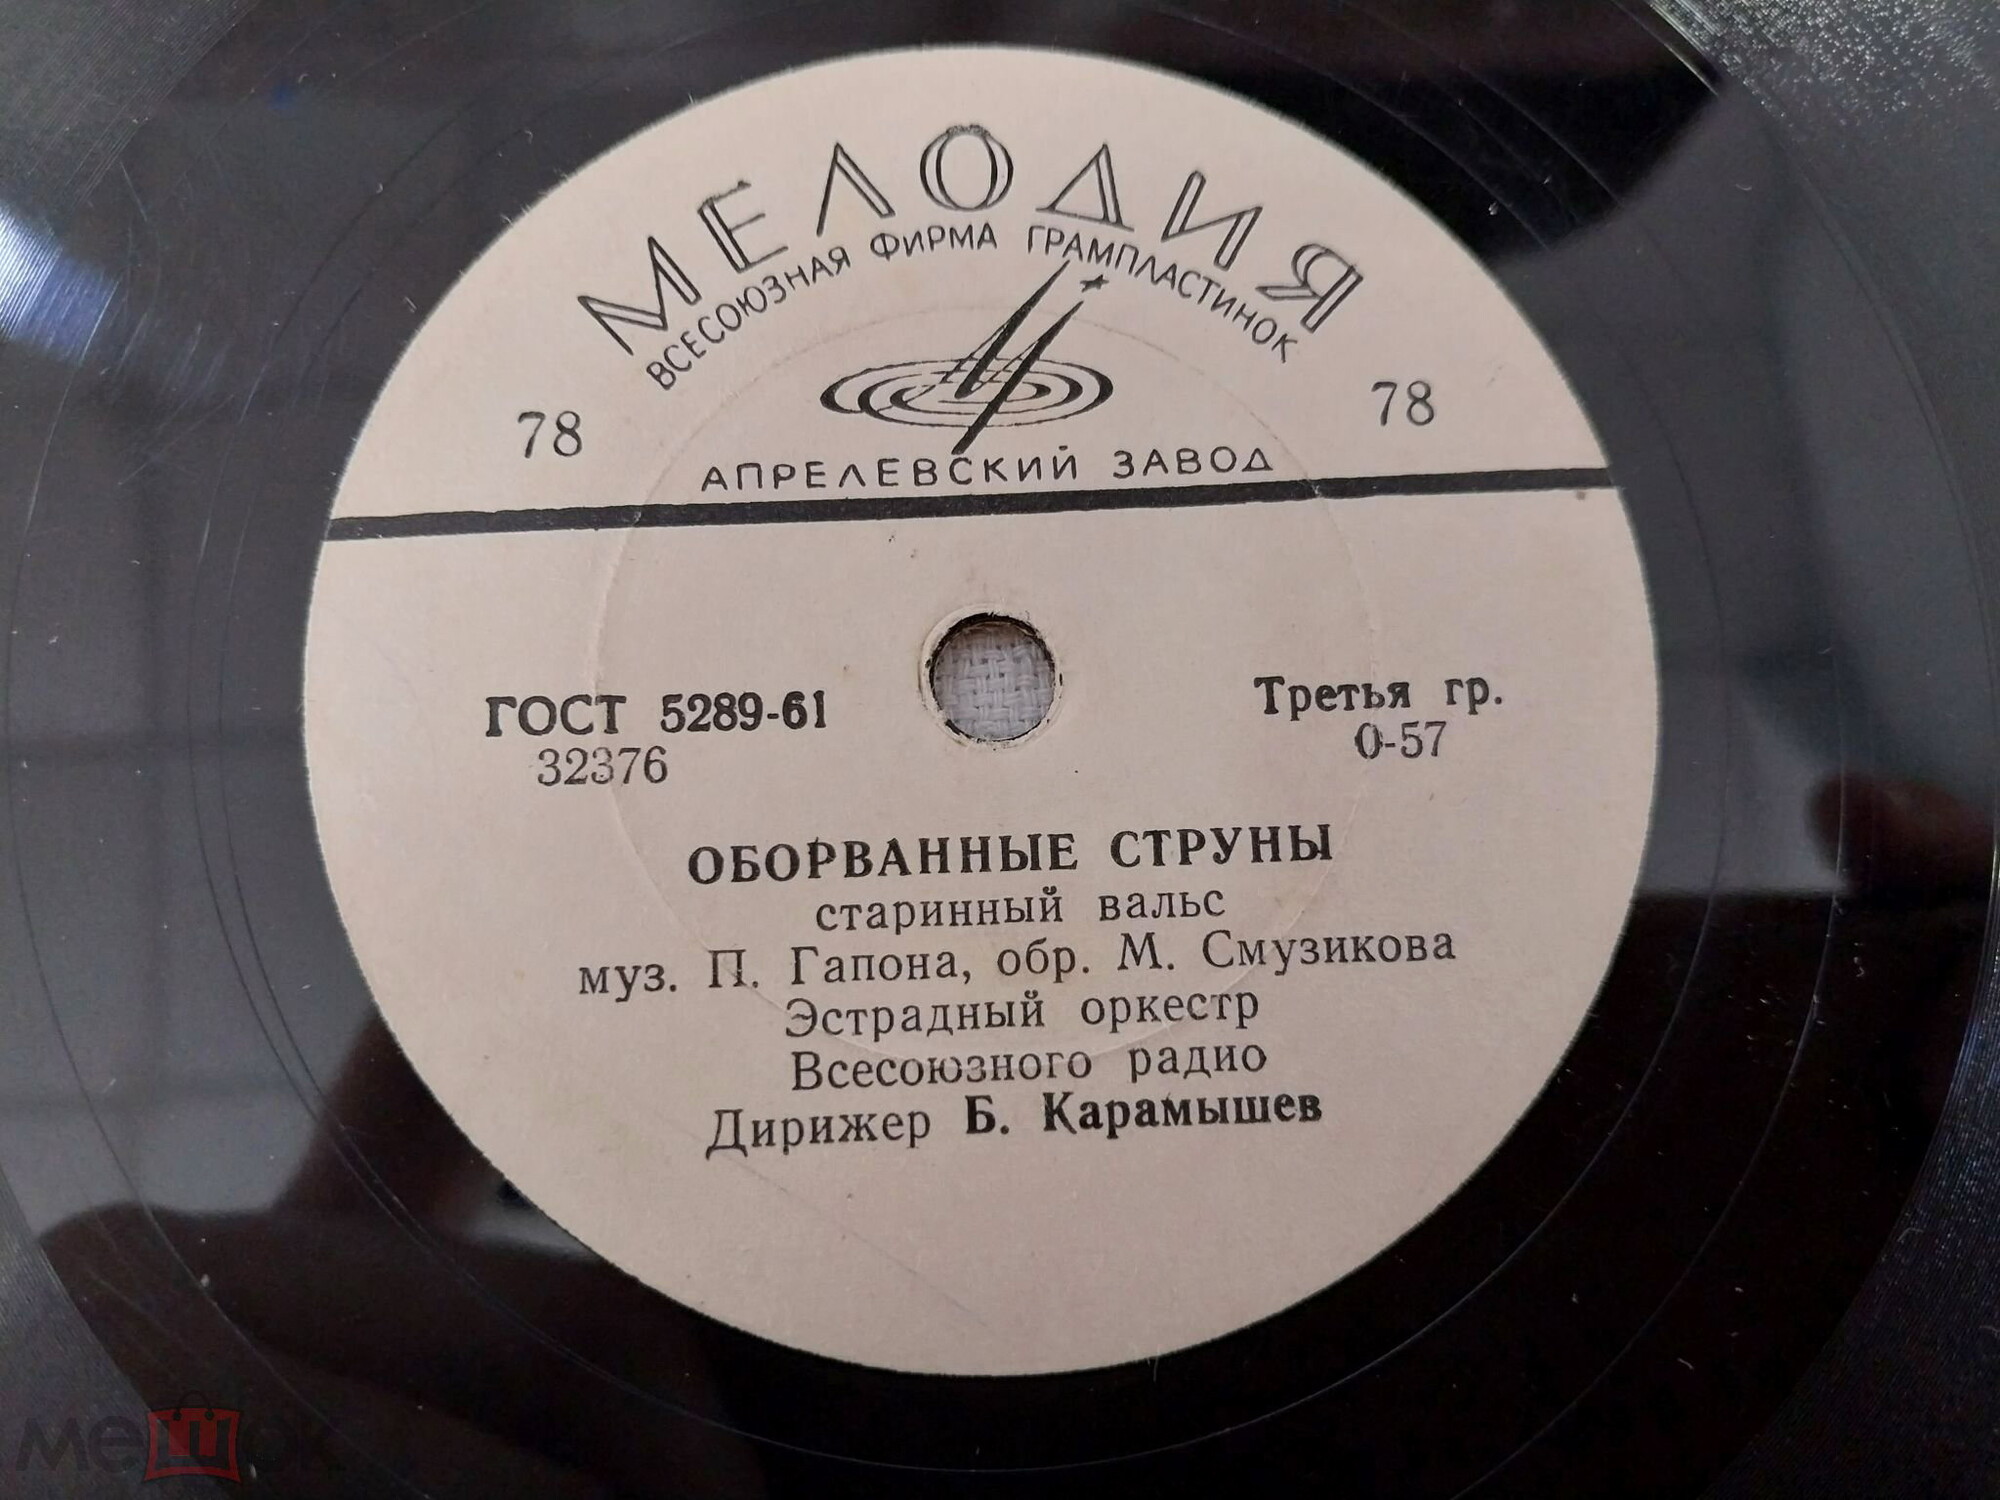 МЕЛОДИЯ
ВСЕСОЮЗНАЯ ФИРМА ГРАМПЛАСТИНОК
78 78
АПРЕЛЕВСКИЙ ЗАВОД
ГОСТ 5289-61 Третья гр.
32376 0-57
ОБОРВАННЫЕ СТРУНЫ
старинный вальс
муз. П. Гапона, обр. М. Смузикова
Эстрадный оркестр
Всесоюзного радио
Дирижер Б. Карамышев
мешок